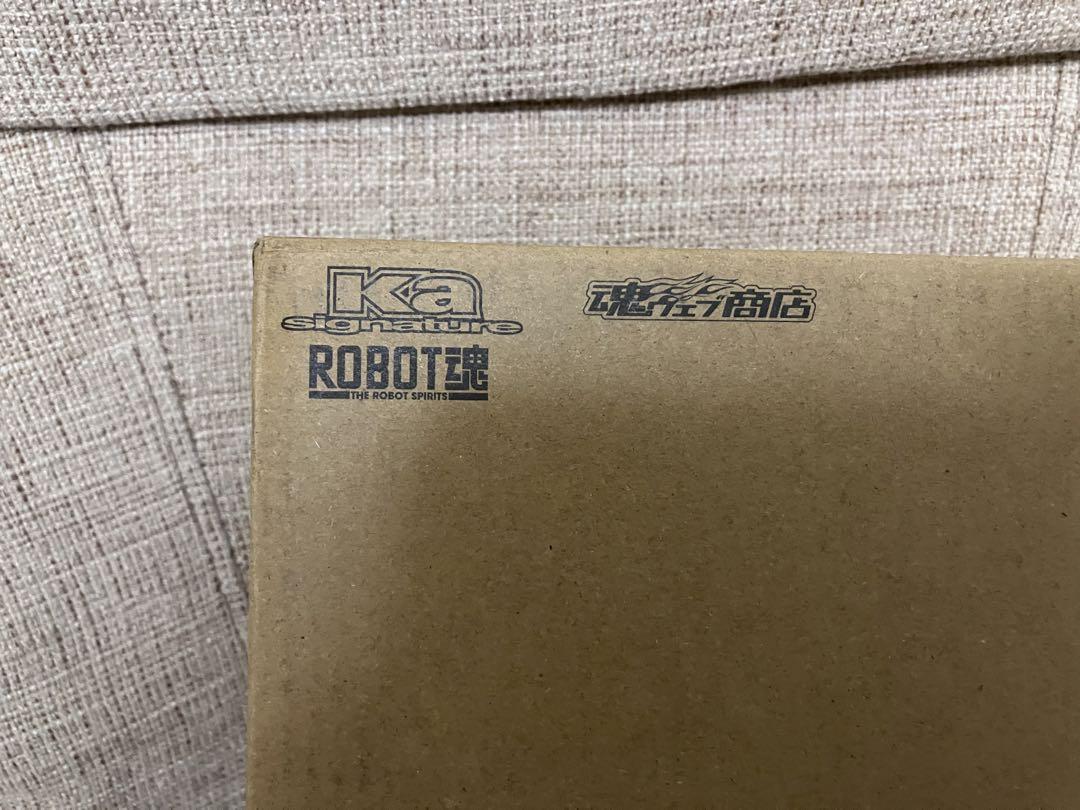 Ka
signature
ROBOT魂
THE ROBOT SPIRITS
魂ウェブ商店